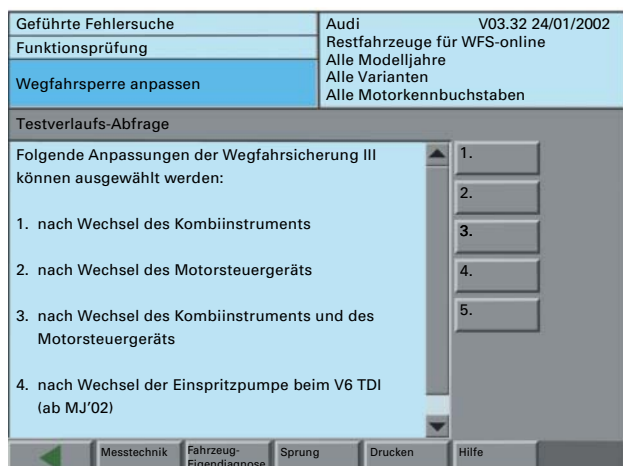 Geführte Fehlersuche
Funktionsprüfung
Wegfahrsperre anpassen
Audi V03.32 24/01/2002
Restfahrzeuge für WFS-online
Alle Modelljahre
Alle Varianten
Alle Motorkennbuchstaben
Testverlaufs-Abfrage
Folgende Anpassungen der Wegfahrsicherung III
können ausgewählt werden:
1. nach Wechsel des Kombiinstruments
2. nach Wechsel des Motorsteuergeräts
3. nach Wechsel des Kombiinstruments und des
Motorsteuergeräts
4. nach Wechsel der Einspritzpumpe beim V6 TDI
(ab MJ'02)
1.
2.
3.
4.
5.
Messtechnik
Fahrzeug-
Eigendiagnose
Sprung
Drucken
Hilfe